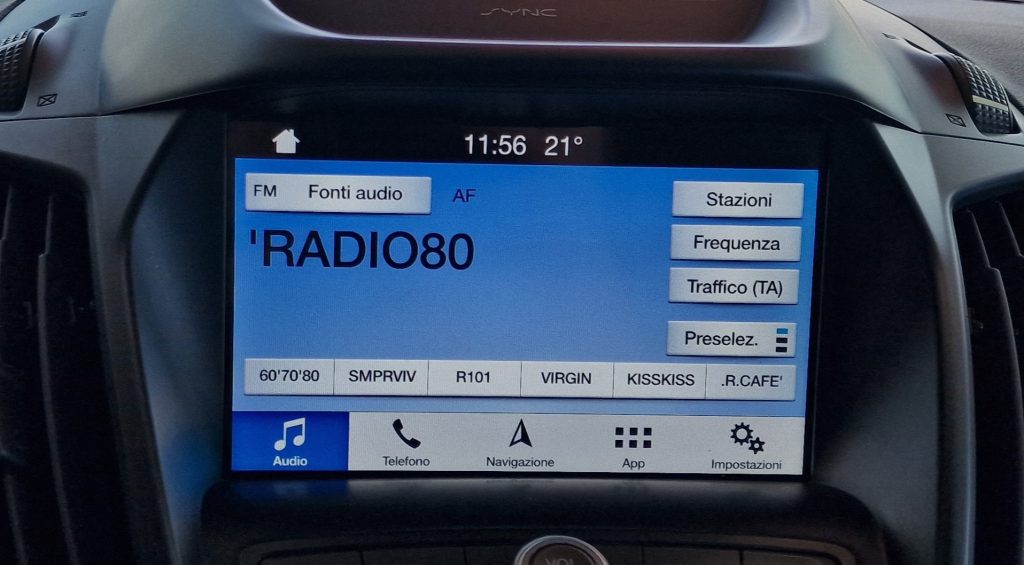 SYNC
11:56 21°
FM Fonti audio AF
Stazioni
'RADIO80
Frequenza
Traffico (TA)
Preselez.
60'70'80 SMPRVIV R101 VIRGIN KISSKISS .R.CAFE'
Audio Telefono Navigazione App Impostazioni
VOL